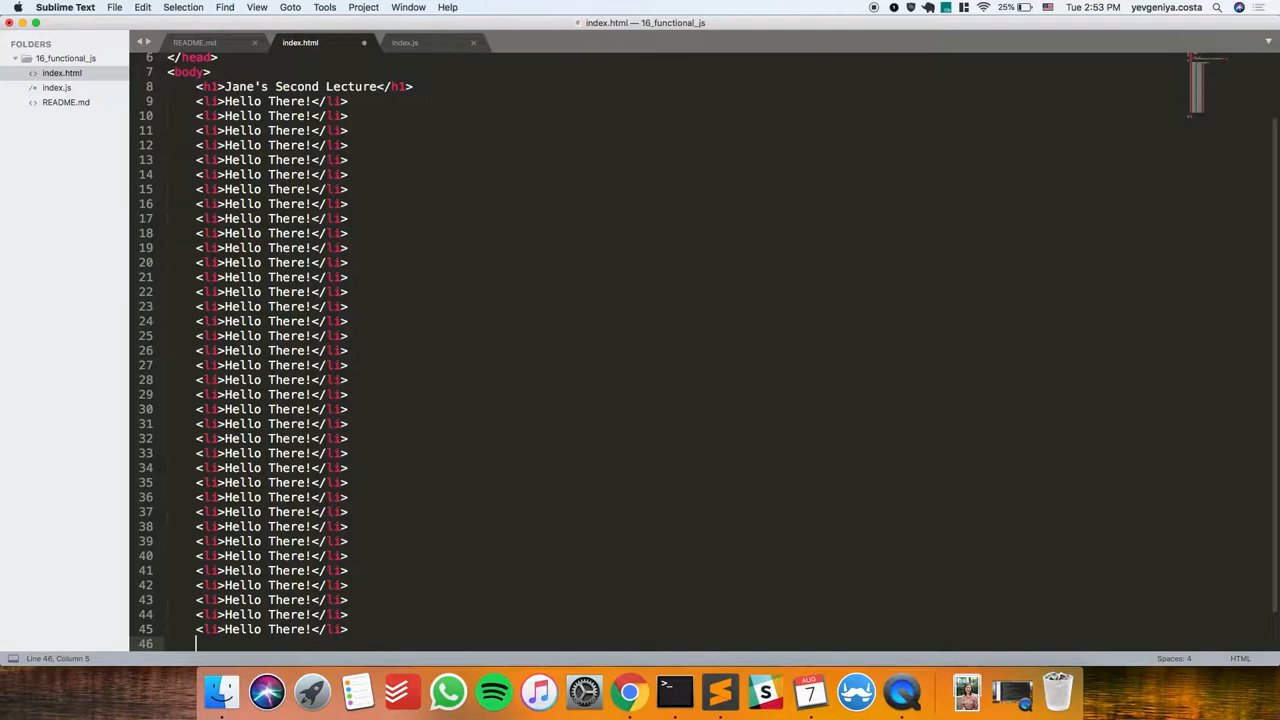 Sublime Text File Edit Selection Find View Goto Tools Project Window Help 25% Tue 2:53 PM yevgeniya.costa
index.html — 16_functional_js
FOLDERS
16_functional_js
index.html
index.js
README.md
README.md index.html index.js
6 </head>
7 <body>
8 <h1>Jane's Second Lecture</h1>
9 <li>Hello There!</li>
10 <li>Hello There!</li>
11 <li>Hello There!</li>
12 <li>Hello There!</li>
13 <li>Hello There!</li>
14 <li>Hello There!</li>
15 <li>Hello There!</li>
16 <li>Hello There!</li>
17 <li>Hello There!</li>
18 <li>Hello There!</li>
19 <li>Hello There!</li>
20 <li>Hello There!</li>
21 <li>Hello There!</li>
22 <li>Hello There!</li>
23 <li>Hello There!</li>
24 <li>Hello There!</li>
25 <li>Hello There!</li>
26 <li>Hello There!</li>
27 <li>Hello There!</li>
28 <li>Hello There!</li>
29 <li>Hello There!</li>
30 <li>Hello There!</li>
31 <li>Hello There!</li>
32 <li>Hello There!</li>
33 <li>Hello There!</li>
34 <li>Hello There!</li>
35 <li>Hello There!</li>
36 <li>Hello There!</li>
37 <li>Hello There!</li>
38 <li>Hello There!</li>
39 <li>Hello There!</li>
40 <li>Hello There!</li>
41 <li>Hello There!</li>
42 <li>Hello There!</li>
43 <li>Hello There!</li>
44 <li>Hello There!</li>
45 <li>Hello There!</li>
46
Line 46, Column 5 Spaces: 4 HTML
AUG
7